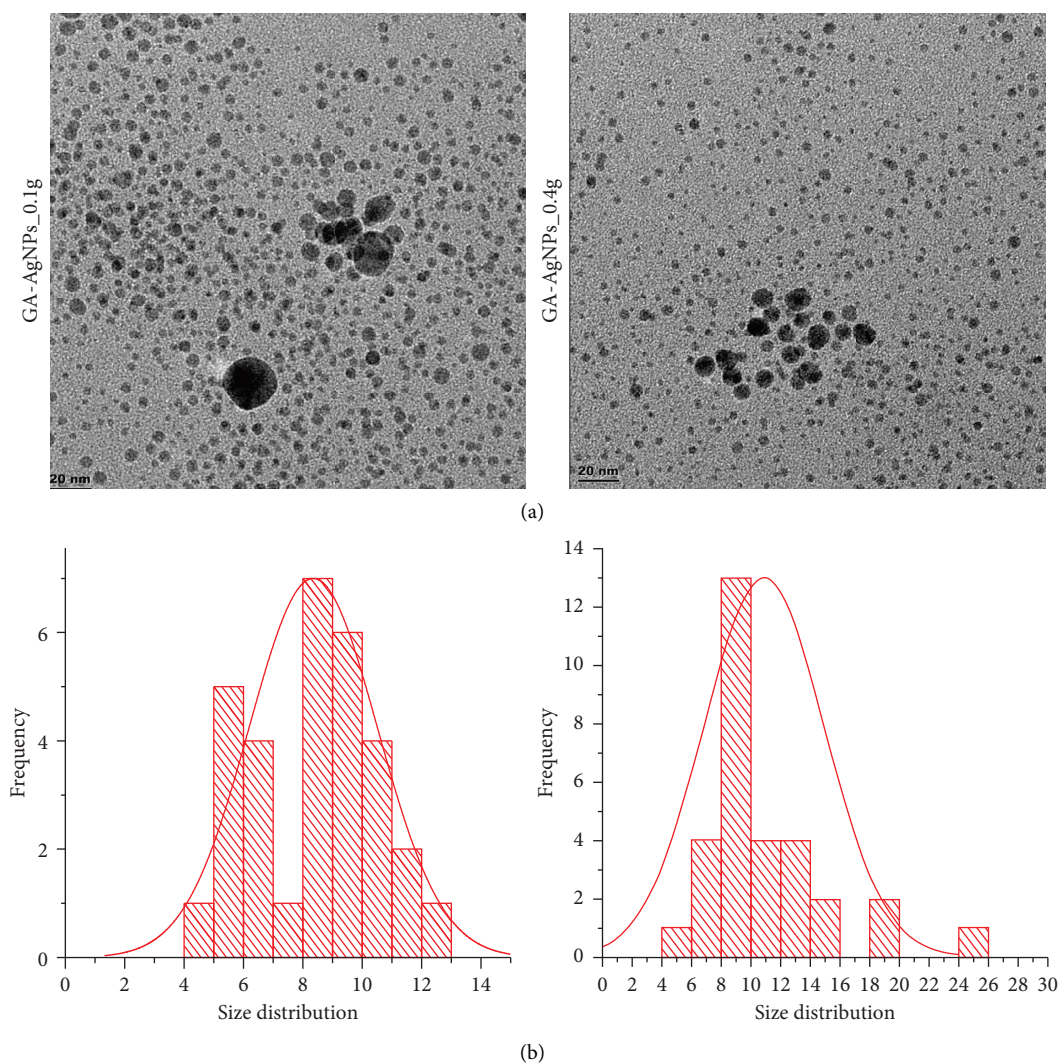 GA-AgNPs_0.1g
20 nm
GA-AgNPs_0.4g
20 nm
(a)
Frequency
6
4
2
0
0 2 4 6 8 10 12 14
Size distribution
Frequency
14
12
10
8
6
4
2
0
0 2 4 6 8 10 12 14 16 18 20 22 24 26 28 30
Size distribution
(b)